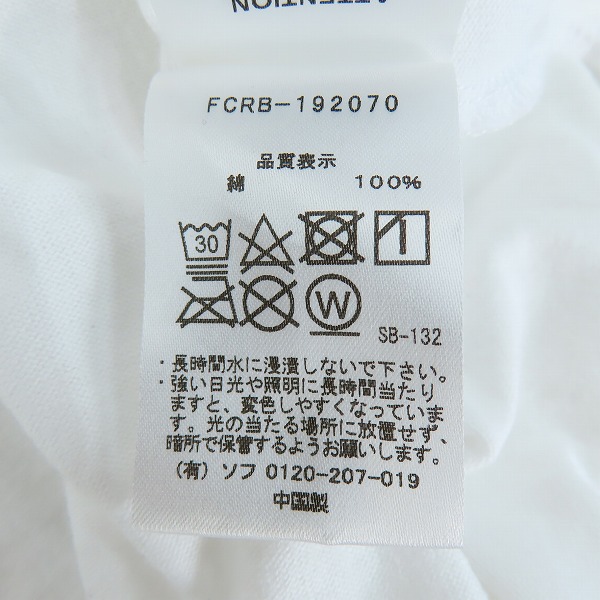 ATTENTION
FCRB-192070
品質表示
綿 100%
30
W
SB-132
・長時間水に浸漬しないで下さい。
・強い日光や照明に長時間当たり
ますと、変色しやすくなっていま
す。光の当たる場所に放置せず、
暗所で保管するようお願いします。
(有) ソフ 0120-207-019
中国製